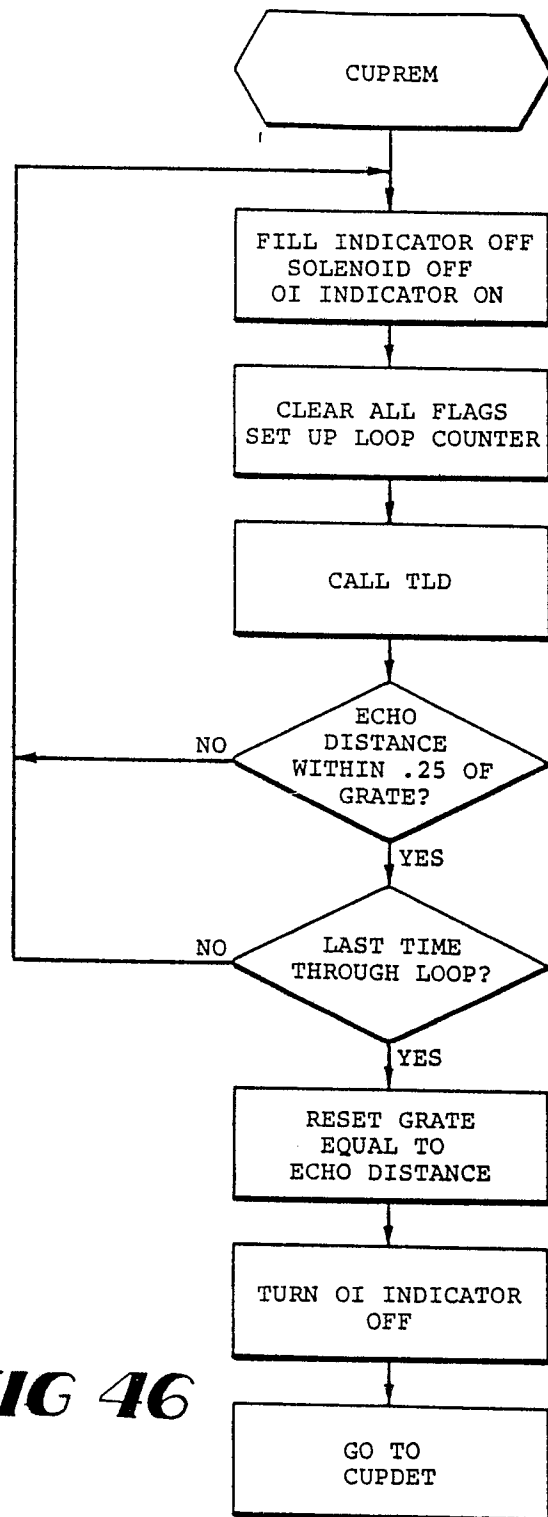 CUPREM
FILL INDICATOR OFF
SOLENOID OFF
OI INDICATOR ON
CLEAR ALL FLAGS
SET UP LOOP COUNTER
CALL TLD
ECHO
DISTANCE
WITHIN .25 OF
GRATE?
NO
YES
LAST TIME
THROUGH LOOP?
NO
YES
RESET GRATE
EQUAL TO
ECHO DISTANCE
TURN OI INDICATOR
OFF
GO TO
CUPDET
IG 46